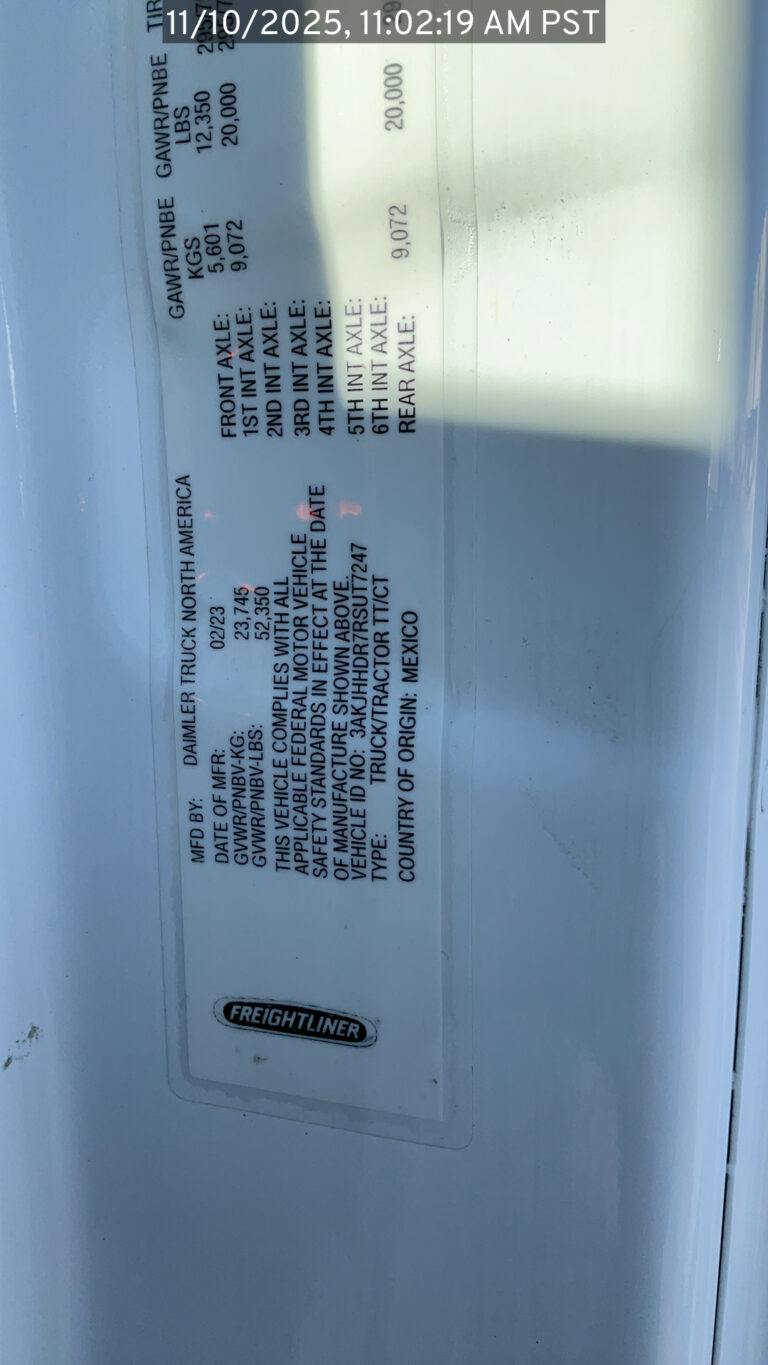 11/10/2025, 11:02:19 AM PST
FREIGHTLINER
MFD BY: DAIMLER TRUCK NORTH AMERICA
DATE OF MFR: 02/23
GVWR/PNBV-KG: 23,745
GVWR/PNBV-LBS: 52,350
THIS VEHICLE COMPLIES WITH ALL
APPLICABLE FEDERAL MOTOR VEHICLE
SAFETY STANDARDS IN EFFECT AT THE DATE
OF MANUFACTURE SHOWN ABOVE.
VEHICLE ID NO: 3AKJHHDR7RSUT7247
TYPE: TRUCK/TRACTOR TT/CT
COUNTRY OF ORIGIN: MEXICO
GAWR/PNBE GAWR/PNBE
KGS LBS
FRONT AXLE: 5,601 12,350
1ST INT AXLE: 9,072 20,000
2ND INT AXLE:
3RD INT AXLE:
4TH INT AXLE:
5TH INT AXLE:
6TH INT AXLE:
REAR AXLE: 9,072 20,000